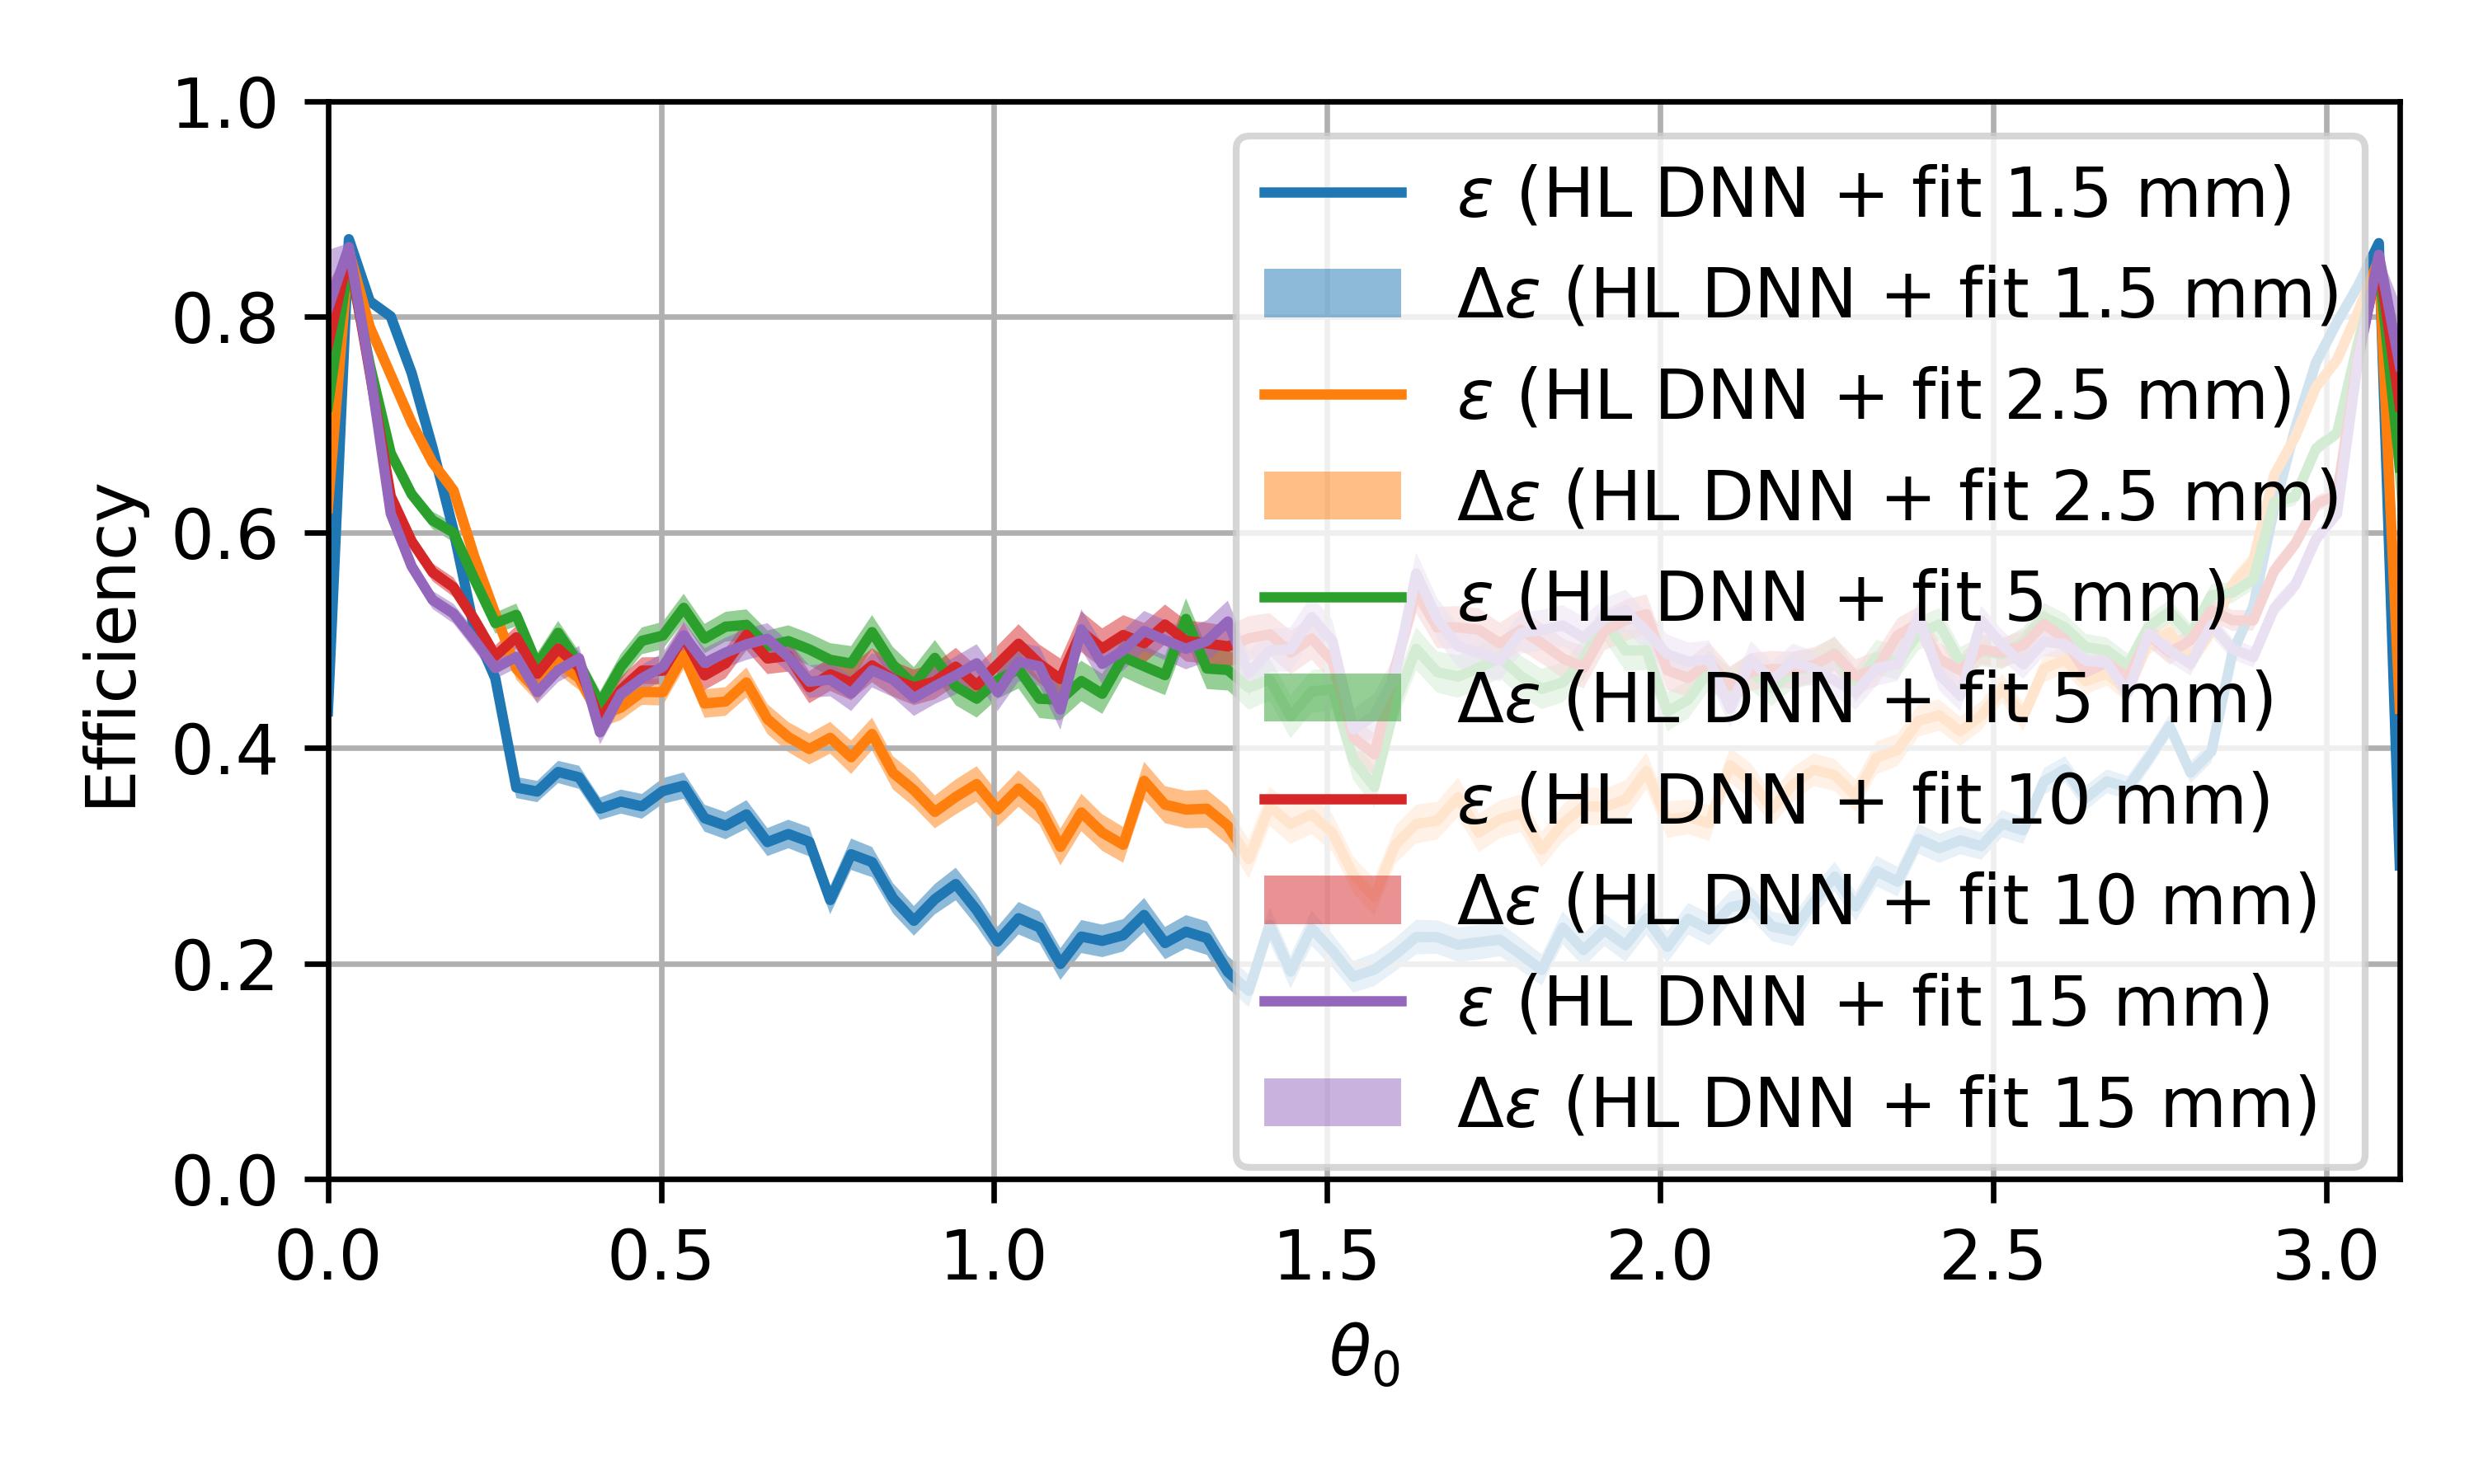 1.0
0.8
0.6
0.4
0.2
0.0
Efficiency
ε (HL DNN + fit 1.5 mm)
Δε (HL DNN + fit 1.5 mm)
ε (HL DNN + fit 2.5 mm)
Δε (HL DNN + fit 2.5 mm)
ε (HL DNN + fit 5 mm)
Δε (HL DNN + fit 5 mm)
ε (HL DNN + fit 10 mm)
Δε (HL DNN + fit 10 mm)
ε (HL DNN + fit 15 mm)
Δε (HL DNN + fit 15 mm)
0.0 0.5 1.0 1.5 2.0 2.5 3.0
θ₀